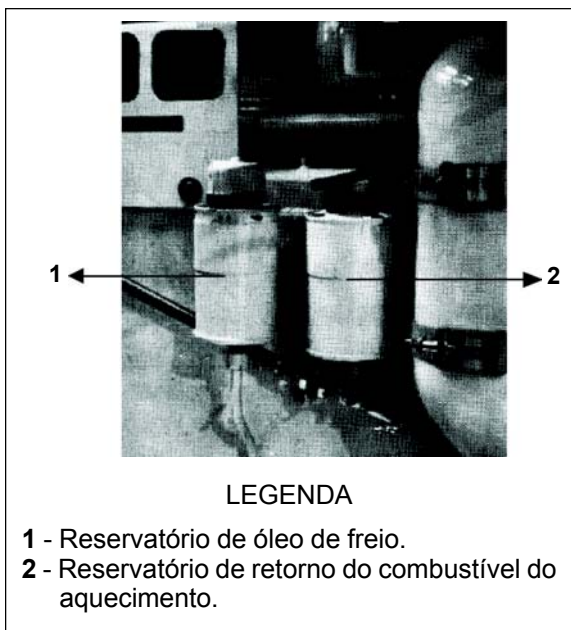 1
2
LEGENDA
1 - Reservatório de óleo de freio.
2 - Reservatório de retorno do combustível do
aquecimento.